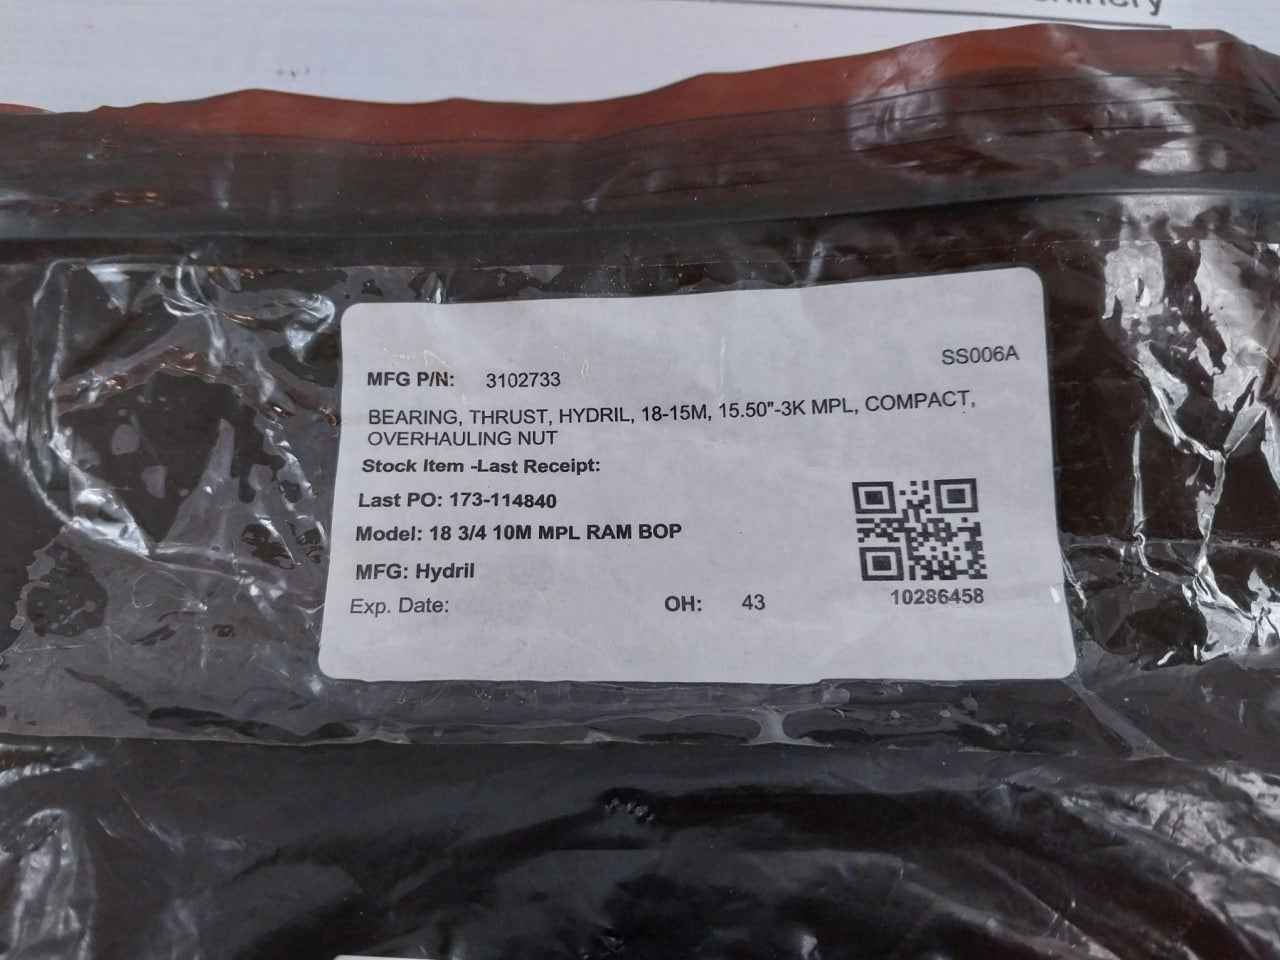 SS006A
MFG P/N: 3102733
BEARING, THRUST, HYDRIL, 18-15M, 15.50"-3K MPL, COMPACT,
OVERHAULING NUT
Stock Item -Last Receipt:
Last PO: 173-114840
Model: 18 3/4 10M MPL RAM BOP
MFG: Hydril
Exp. Date: OH: 43
10286458